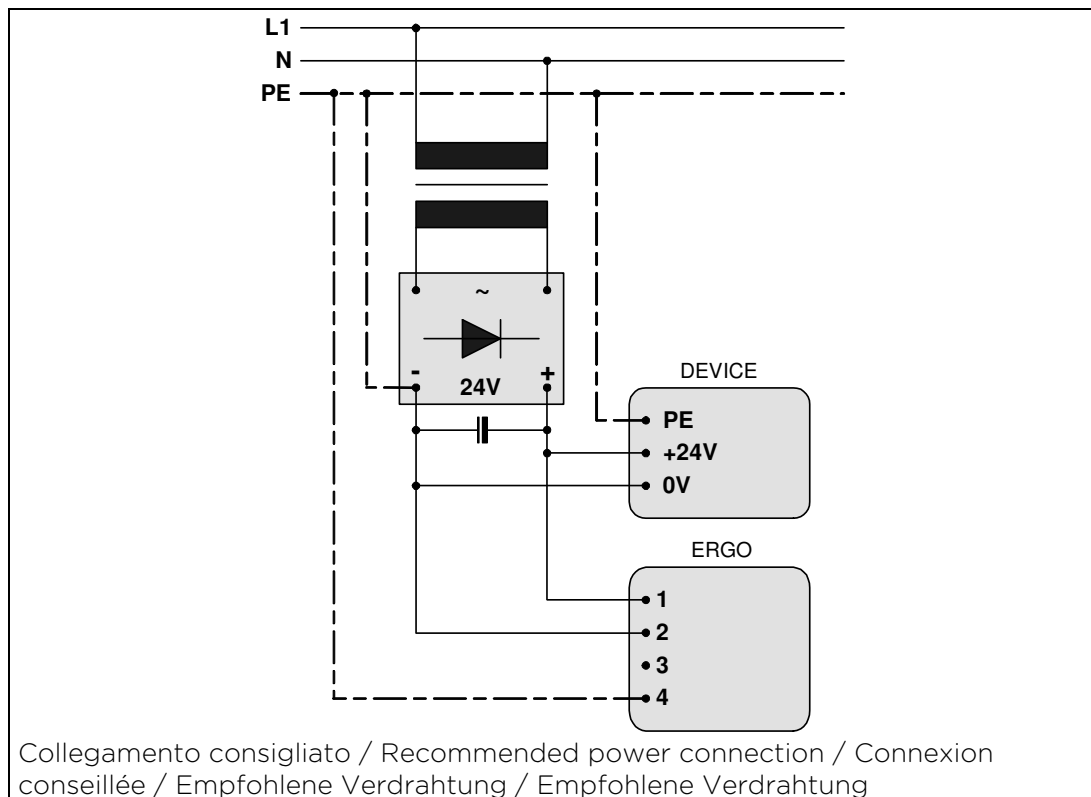 L1
N
PE
~
- +
24V
DEVICE
PE
+24V
0V
ERGO
1
2
3
4
Collegamento consigliato / Recommended power connection / Connexion
conseillée / Empfohlene Verdrahtung / Empfohlene Verdrahtung